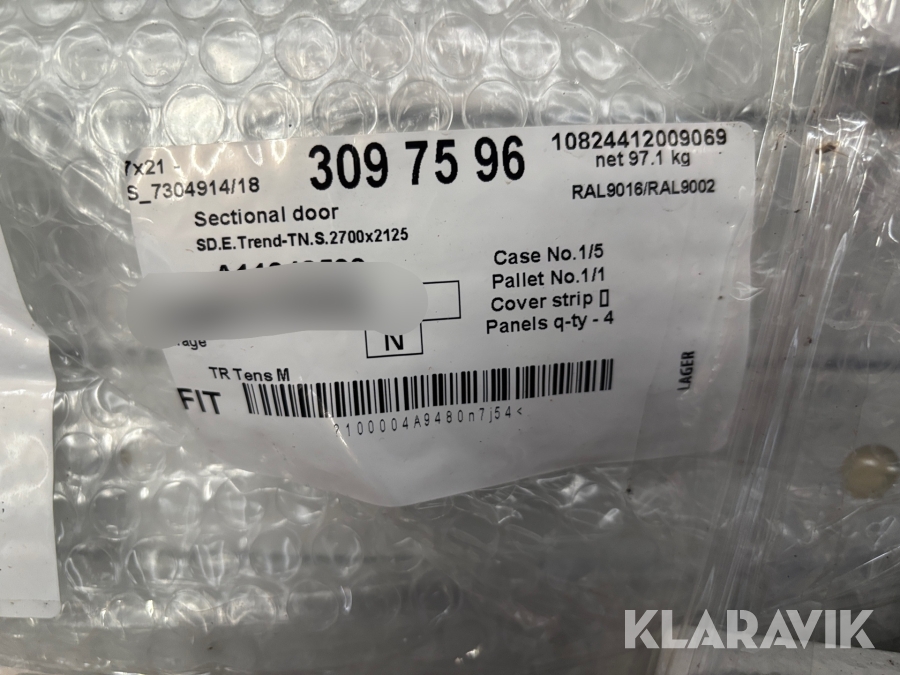 7x21 -
309 75 96
10824412009069
net 97.1 kg
S_7304914/18
RAL9016/RAL9002
Sectional door
SD.E.Trend-TN.S.2700x2125
Case No.1/5
Pallet No.1/1
Cover strip ▯
Panels q-ty - 4
N
TR Tens M
FIT
2100004A9480n7j54<
LAGER
KLARAVIK